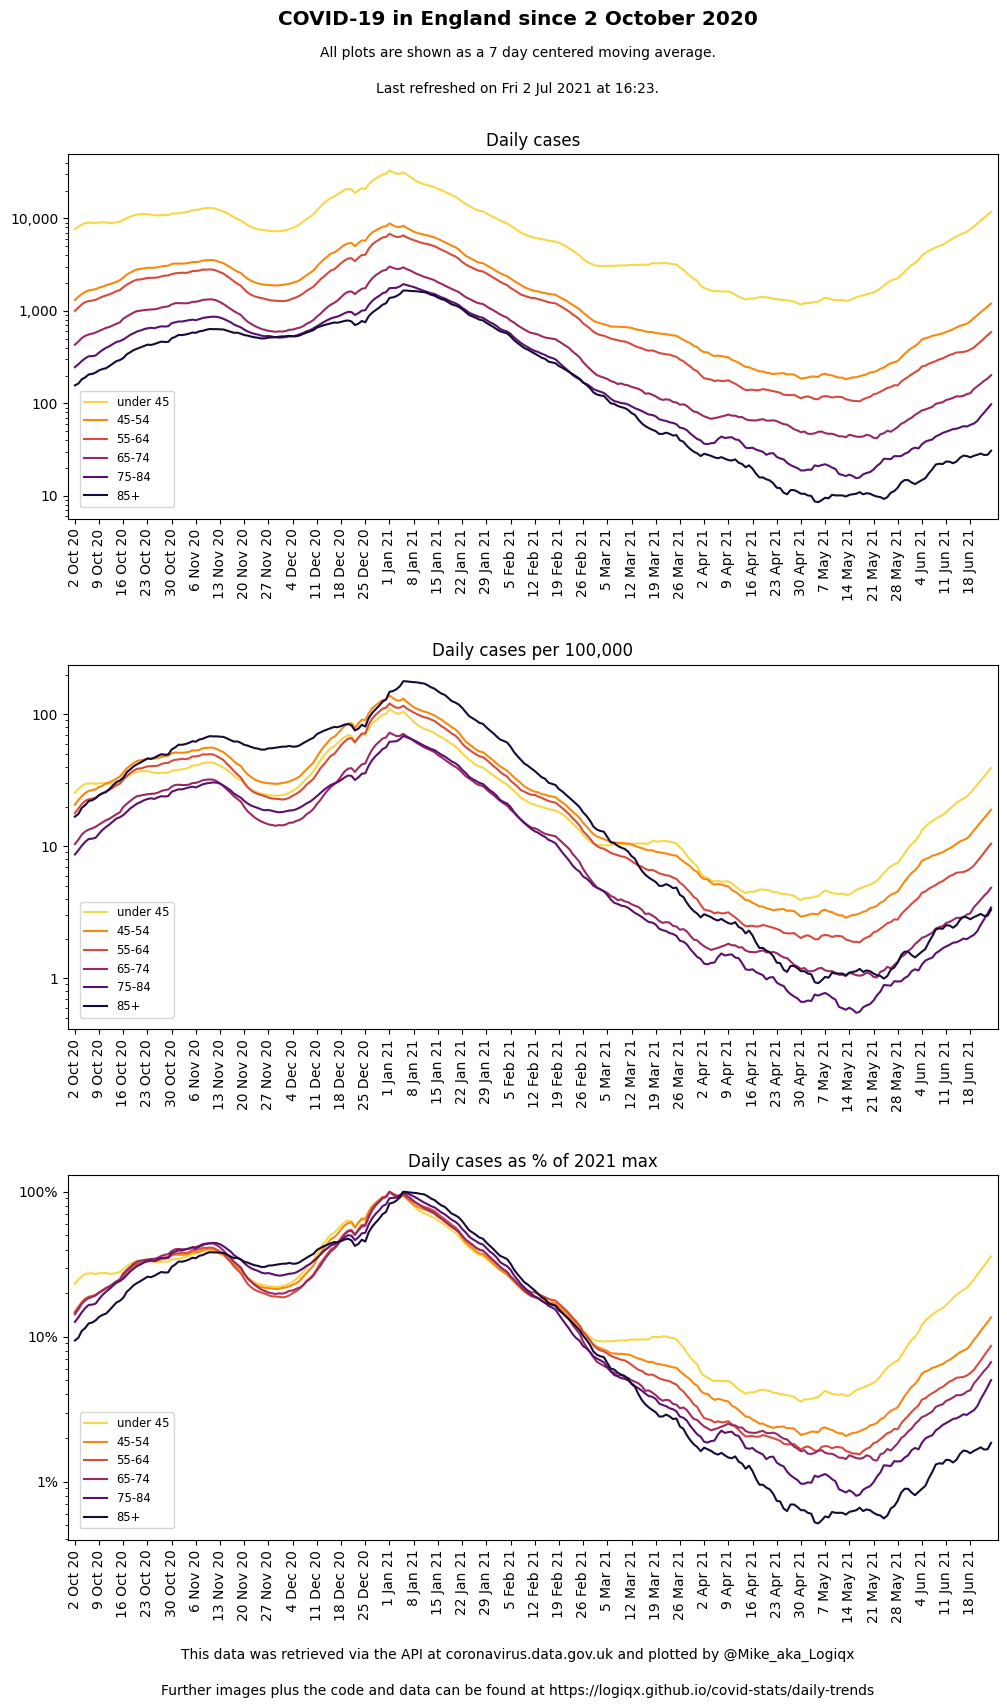 COVID-19 in England since 2 October 2020
All plots are shown as a 7 day centered moving average.
Last refreshed on Fri 2 Jul 2021 at 16:23.
Daily cases
10,000
1,000
100
10
under 45
45-54
55-64
65-74
75-84
85+
2 Oct 20
9 Oct 20
16 Oct 20
23 Oct 20
30 Oct 20
6 Nov 20
13 Nov 20
20 Nov 20
27 Nov 20
4 Dec 20
11 Dec 20
18 Dec 20
25 Dec 20
1 Jan 21
8 Jan 21
15 Jan 21
22 Jan 21
29 Jan 21
5 Feb 21
12 Feb 21
19 Feb 21
26 Feb 21
5 Mar 21
12 Mar 21
19 Mar 21
26 Mar 21
2 Apr 21
9 Apr 21
16 Apr 21
23 Apr 21
30 Apr 21
7 May 21
14 May 21
21 May 21
28 May 21
4 Jun 21
11 Jun 21
18 Jun 21
Daily cases per 100,000
100
10
1
under 45
45-54
55-64
65-74
75-84
85+
2 Oct 20
9 Oct 20
16 Oct 20
23 Oct 20
30 Oct 20
6 Nov 20
13 Nov 20
20 Nov 20
27 Nov 20
4 Dec 20
11 Dec 20
18 Dec 20
25 Dec 20
1 Jan 21
8 Jan 21
15 Jan 21
22 Jan 21
29 Jan 21
5 Feb 21
12 Feb 21
19 Feb 21
26 Feb 21
5 Mar 21
12 Mar 21
19 Mar 21
26 Mar 21
2 Apr 21
9 Apr 21
16 Apr 21
23 Apr 21
30 Apr 21
7 May 21
14 May 21
21 May 21
28 May 21
4 Jun 21
11 Jun 21
18 Jun 21
Daily cases as % of 2021 max
100%
10%
1%
under 45
45-54
55-64
65-74
75-84
85+
2 Oct 20
9 Oct 20
16 Oct 20
23 Oct 20
30 Oct 20
6 Nov 20
13 Nov 20
20 Nov 20
27 Nov 20
4 Dec 20
11 Dec 20
18 Dec 20
25 Dec 20
1 Jan 21
8 Jan 21
15 Jan 21
22 Jan 21
29 Jan 21
5 Feb 21
12 Feb 21
19 Feb 21
26 Feb 21
5 Mar 21
12 Mar 21
19 Mar 21
26 Mar 21
2 Apr 21
9 Apr 21
16 Apr 21
23 Apr 21
30 Apr 21
7 May 21
14 May 21
21 May 21
28 May 21
4 Jun 21
11 Jun 21
18 Jun 21
This data was retrieved via the API at coronavirus.data.gov.uk and plotted by @Mike_aka_Logiqx
Further images plus the code and data can be found at https://logiqx.github.io/covid-stats/daily-trends